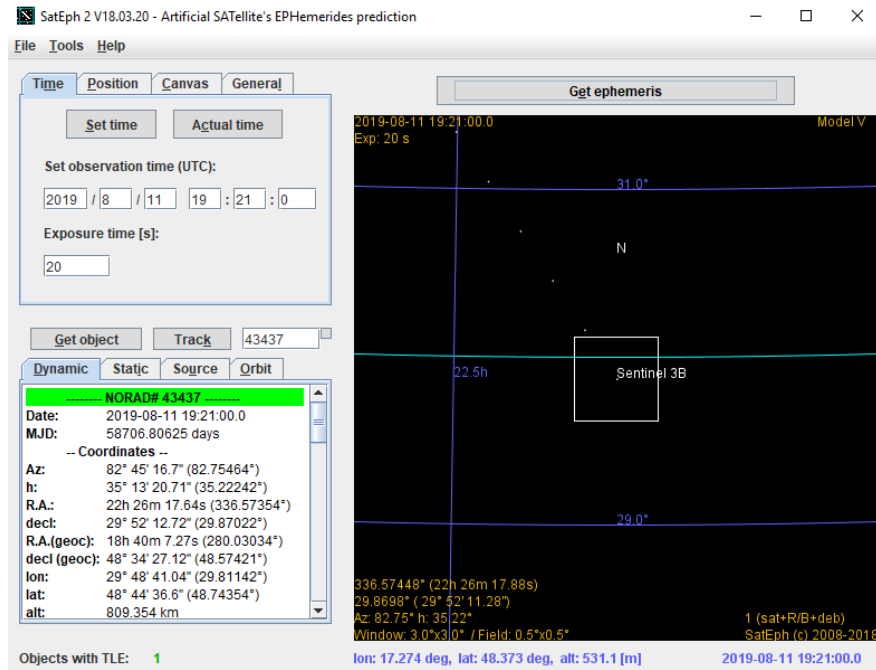 SatEph 2 V18.03.20 - Artificial SATellite's EPHemerides prediction
File Tools Help
Time Position Canvas General
Set time Actual time
Set observation time (UTC):
2019 / 8 / 11 19 : 21 : 0
Exposure time [s]:
20
Get object Track 43437
Dynamic Static Source Orbit
-------- NORAD# 43437 --------
Date: 2019-08-11 19:21:00.0
MJD: 58706.80625 days
-- Coordinates --
Az: 82° 45' 16.7" (82.75464°)
h: 35° 13' 20.71" (35.22242°)
R.A.: 22h 26m 17.64s (336.57354°)
decl: 29° 52' 12.72" (29.87022°)
R.A.(geoc): 18h 40m 7.27s (280.03034°)
decl (geoc): 48° 34' 27.12" (48.57421°)
lon: 29° 48' 41.04" (29.81142°)
lat: 48° 44' 36.6" (48.74354°)
alt: 809.354 km
Objects with TLE: 1
Get ephemeris
2019-08-11 19:21:00.0 Model V
Exp: 20 s
31.0°
N
22.5h
Sentinel 3B
29.0°
336.57448° (22h 26m 17.88s)
29.8698° ( 29° 52' 11.28")
Az: 82.75° h: 35.22° 1 (sat+R/B+deb)
Window: 3.0°x3.0° / Field: 0.5°x0.5° SatEph (c) 2008-2018
lon: 17.274 deg, lat: 48.373 deg, alt: 531.1 [m] 2019-08-11 19:21:00.0